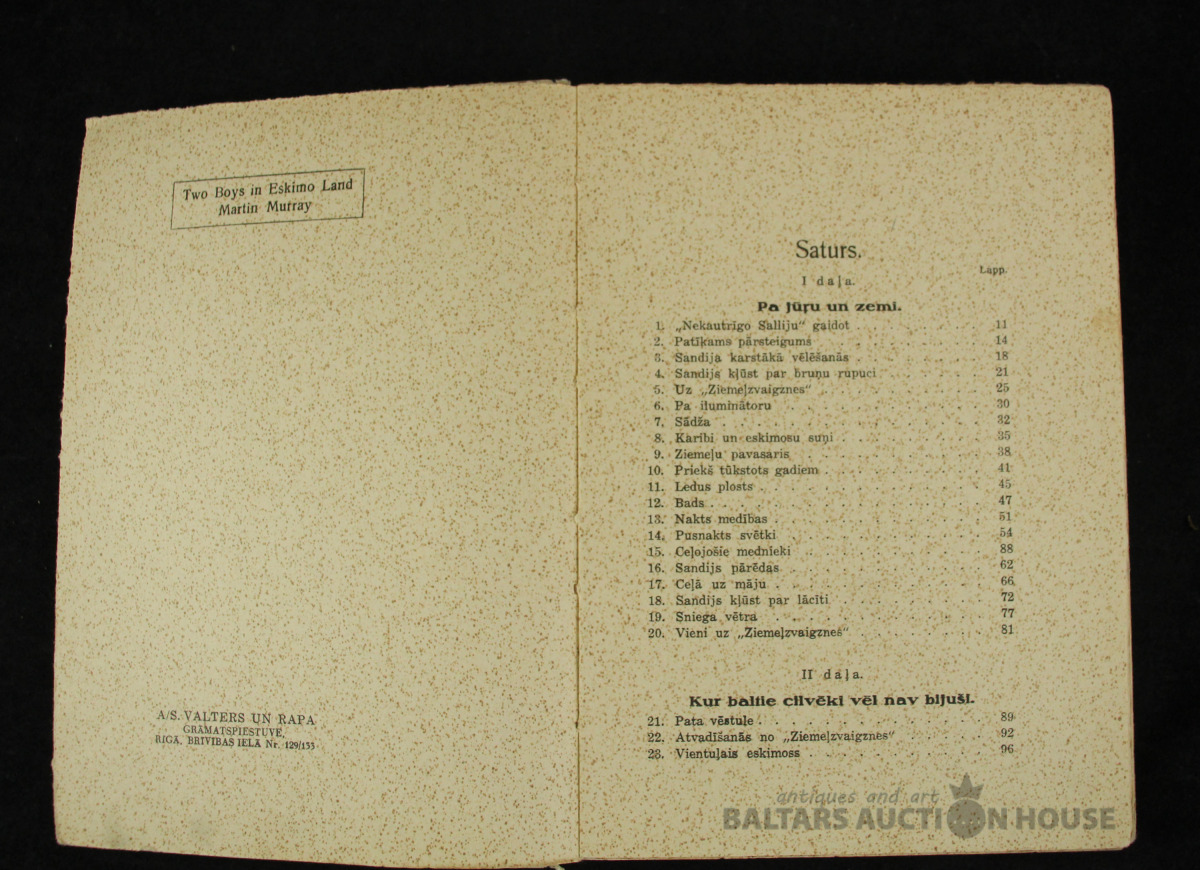 Two Boys in Eskimo Land
Martin Murray
A/S. VALTERS UN RAPA
GRĀMATSPIESTUVE,
RĪGĀ, BRĪVĪBAS IELĀ Nr. 129/133
Saturs.
Lapp.
I daļa.
Pa jūŗu un zemi.
1. „Nekautrīgo Salliju“ gaidot 11
2. Patīkams pārsteigums 14
3. Sandija karstākā vēlēšanās 18
4. Sandijs kļūst par bruņu rupuci 21
5. Uz „Ziemeļzvaigznes“ 25
6. Pa iluminātoru 30
7. Sādža 32
8. Karibi un eskimosu suņi 35
9. Ziemeļu pavasaris 38
10. Priekš tūkstots gadiem 41
11. Ledus plosts 45
12. Bads 47
13. Nakts medības 51
14. Pusnakts svētki 54
15. Ceļojošie mednieki 88
16. Sandijs pārēdas 62
17. Ceļā uz māju 66
18. Sandijs kļūst par lācīti 72
19. Sniega vētra 77
20. Vieni uz „Ziemeļzvaigznes“ 81
II daļa.
Kur baltie cilvēki vēl nav bijuši.
21. Pata vēstule 89
22. Atvadīšanās no „Ziemeļzvaigznes“ 92
23. Vientuļais eskimoss 96
antiques and art
BALTARS AUCTION HOUSE